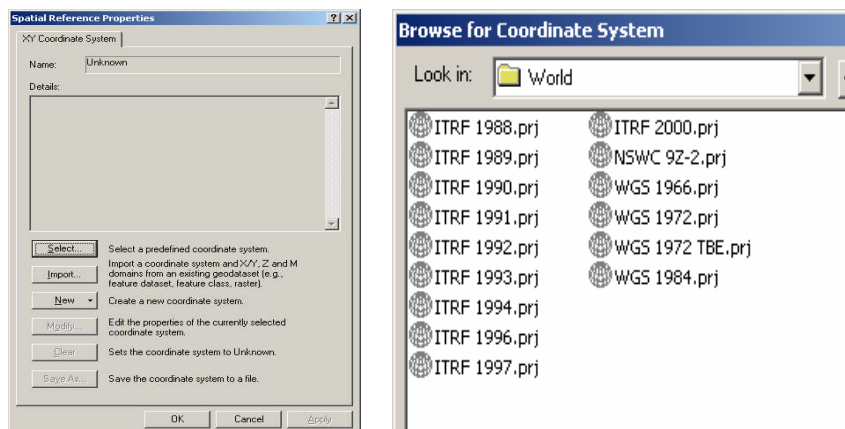 Spatial Reference Properties
XY Coordinate System
Name: Unknown
Details:
Select... Select a predefined coordinate system.
Import... Import a coordinate system and X/Y, Z and M
domains from an existing geodataset (e.g.,
feature dataset, feature class, raster).
New Create a new coordinate system.
Modify... Edit the properties of the currently selected
coordinate system.
Clear Sets the coordinate system to Unknown.
Save As... Save the coordinate system to a file.
OK Cancel Apply
Browse for Coordinate System
Look in: World
ITRF 1988.prj
ITRF 1989.prj
ITRF 1990.prj
ITRF 1991.prj
ITRF 1992.prj
ITRF 1993.prj
ITRF 1994.prj
ITRF 1996.prj
ITRF 1997.prj
ITRF 2000.prj
NSWC 9Z-2.prj
WGS 1966.prj
WGS 1972.prj
WGS 1972 TBE.prj
WGS 1984.prj